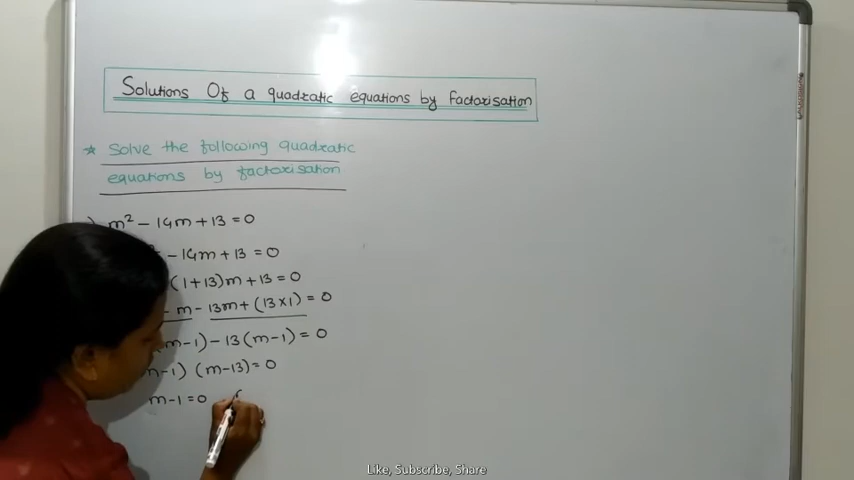 Solutions Of a quadratic equations by factorisation
* Solve the following quadratic
equations by factorisation
) m² - 14m + 13 = 0
- 14m + 13 = 0
(1+13)m + 13 = 0
- m - 13m + (13×1) = 0
m-1) - 13(m-1) = 0
m-1) (m-13) = 0
m-1 = 0
Like, Subscribe, Share